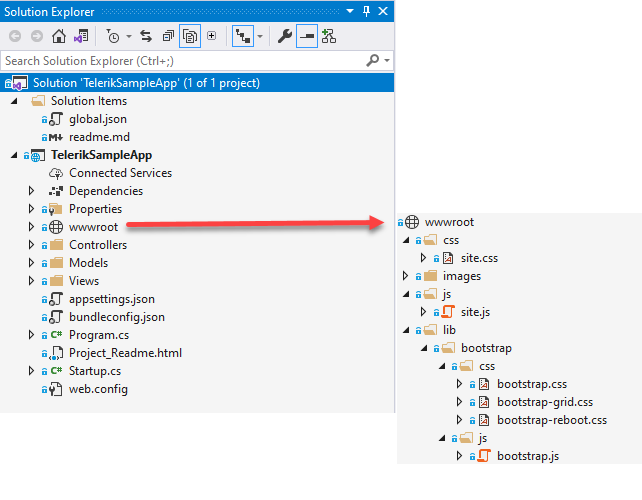 Solution Explorer
Search Solution Explorer (Ctrl+;)
Solution 'TelerikSampleApp' (1 of 1 project)
Solution Items
global.json
readme.md
TelerikSampleApp
Connected Services
Dependencies
Properties
wwwroot
Controllers
Models
Views
appsettings.json
bundleconfig.json
C# Program.cs
Project_Readme.html
C# Startup.cs
web.config
wwwroot
css
site.css
images
js
site.js
lib
bootstrap
css
bootstrap.css
bootstrap-grid.css
bootstrap-reboot.css
js
bootstrap.js